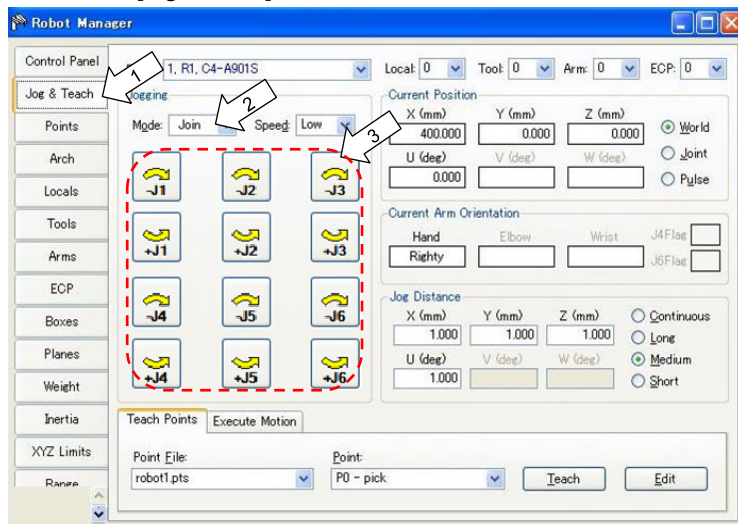 Robot Manager
Control Panel
Jog & Teach
Points
Arch
Locals
Tools
Arms
ECP
Boxes
Planes
Weight
Inertia
XYZ Limits
Range
1, R1, C4-A901S
Local: 0 Tool: 0 Arm: 0 ECP: 0
1
2
3
Jogging
Mode: Join Speed: Low
-J1 -J2 -J3
+J1 +J2 +J3
-J4 -J5 -J6
+J4 +J5 +J6
Current Position
X (mm) Y (mm) Z (mm)
400.000 0.000 0.000
U (deg) V (deg) W (deg)
0.000
World
Joint
Pulse
Current Arm Orientation
Hand Elbow Wrist J4Flag
Righty J6Flag
Jog Distance
X (mm) Y (mm) Z (mm)
1.000 1.000 1.000
U (deg) V (deg) W (deg)
1.000
Continuous
Long
Medium
Short
Teach Points Execute Motion
Point File: Point:
robot1.pts P0 - pick Teach Edit